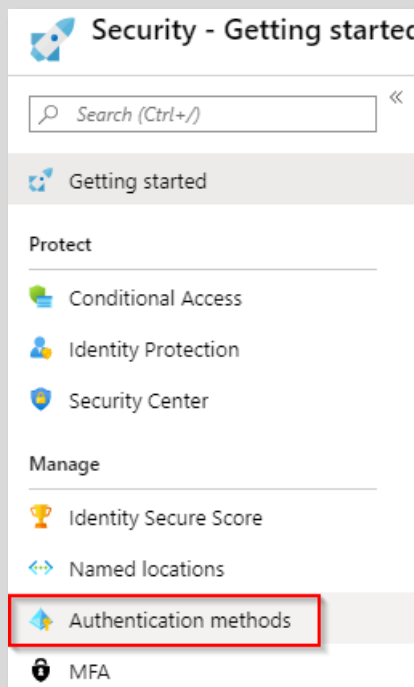 Security - Getting started
Search (Ctrl+/)
«
Getting started
Protect
Conditional Access
Identity Protection
Security Center
Manage
Identity Secure Score
Named locations
Authentication methods
MFA